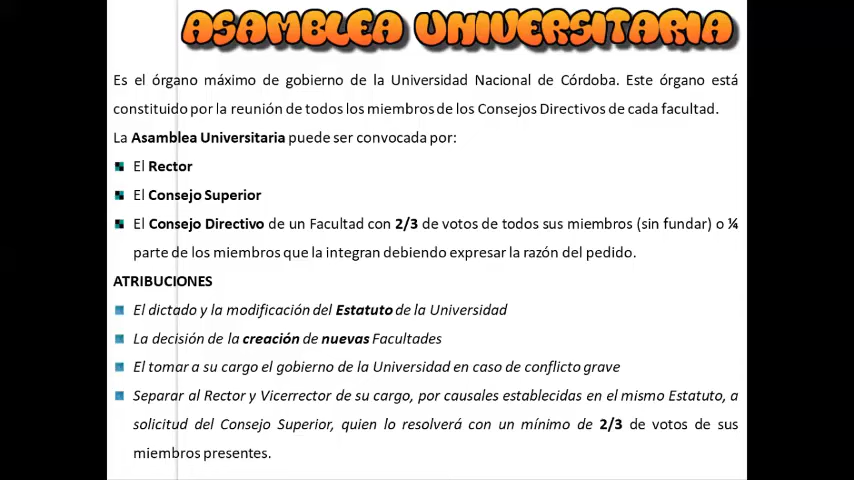 ASAMBLEA UNIVERSITARIA
Es el órgano máximo de gobierno de la Universidad Nacional de Córdoba. Este órgano está
constituido por la reunión de todos los miembros de los Consejos Directivos de cada facultad.
La Asamblea Universitaria puede ser convocada por:
El Rector
El Consejo Superior
El Consejo Directivo de un Facultad con 2/3 de votos de todos sus miembros (sin fundar) o ¼
parte de los miembros que la integran debiendo expresar la razón del pedido.
ATRIBUCIONES
El dictado y la modificación del Estatuto de la Universidad
La decisión de la creación de nuevas Facultades
El tomar a su cargo el gobierno de la Universidad en caso de conflicto grave
Separar al Rector y Vicerrector de su cargo, por causales establecidas en el mismo Estatuto, a
solicitud del Consejo Superior, quien lo resolverá con un mínimo de 2/3 de votos de sus
miembros presentes.